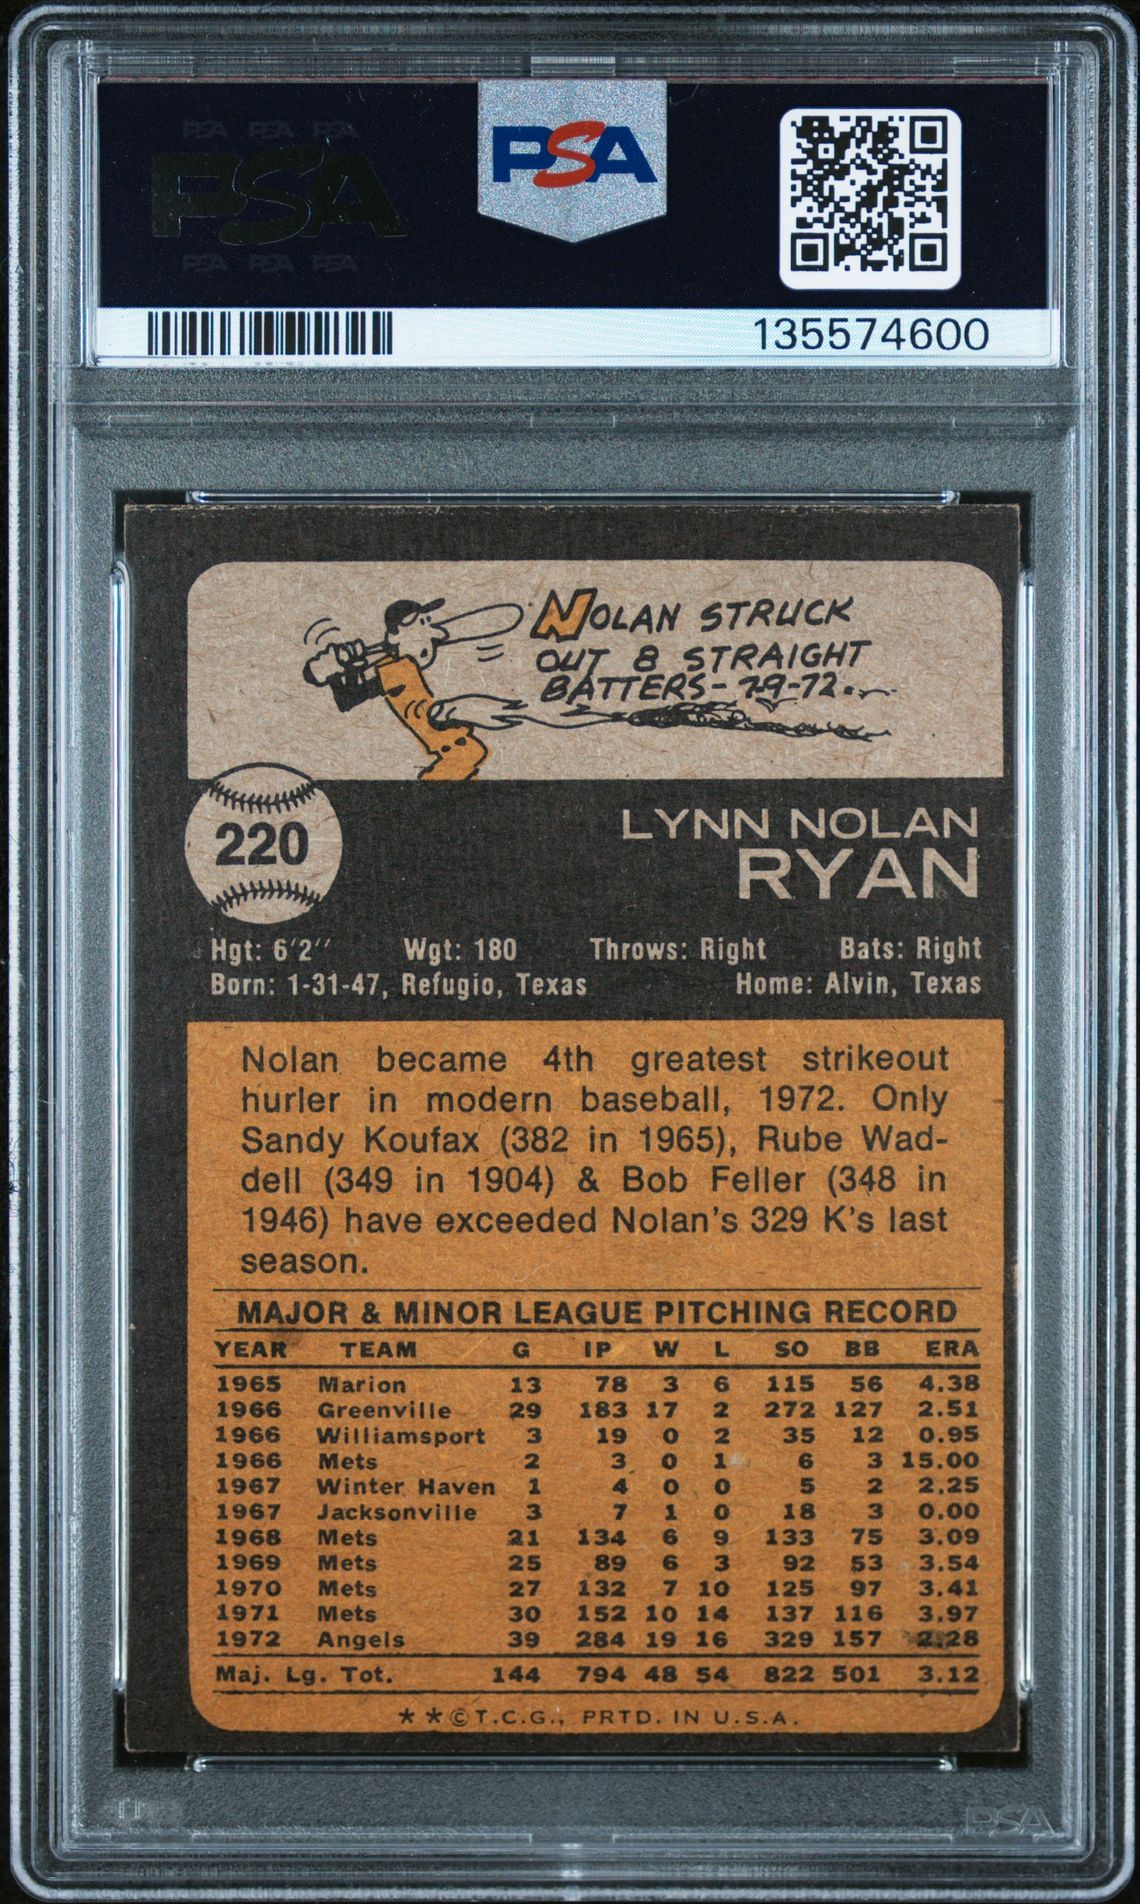 PSA PSA PSA
PSA
PSA PSA PSA
PSA
135574600
NOLAN STRUCK
OUT 8 STRAIGHT
BATTERS- 7-9-72..
220
LYNN NOLAN
RYAN
Hgt: 6'2" Wgt: 180 Throws: Right Bats: Right
Born: 1-31-47, Refugio, Texas Home: Alvin, Texas
Nolan became 4th greatest strikeout
hurler in modern baseball, 1972. Only
Sandy Koufax (382 in 1965), Rube Wad-
dell (349 in 1904) & Bob Feller (348 in
1946) have exceeded Nolan's 329 K's last
season.
MAJOR & MINOR LEAGUE PITCHING RECORD
YEAR TEAM G IP W L SO BB ERA
1965 Marion 13 78 3 6 115 56 4.38
1966 Greenville 29 183 17 2 272 127 2.51
1966 Williamsport 3 19 0 2 35 12 0.95
1966 Mets 2 3 0 1 6 3 15.00
1967 Winter Haven 1 4 0 0 5 2 2.25
1967 Jacksonville 3 7 1 0 18 3 0.00
1968 Mets 21 134 6 9 133 75 3.09
1969 Mets 25 89 6 3 92 53 3.54
1970 Mets 27 132 7 10 125 97 3.41
1971 Mets 30 152 10 14 137 116 3.97
1972 Angels 39 284 19 16 329 157 2.28
Maj. Lg. Tot. 144 794 48 54 822 501 3.12
★★©T.C.G., PRTD. IN U.S.A.
PSA